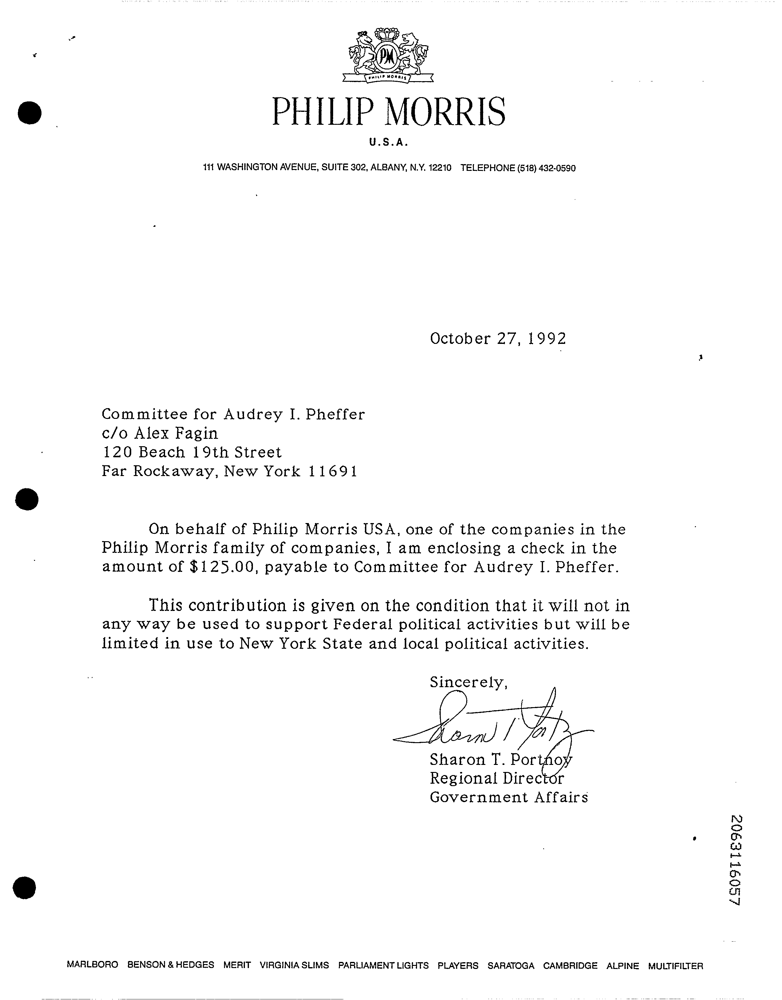 PM
PHILIP MORRIS
PHILIP MORRIS
U.S.A.
111 WASHINGTON AVENUE, SUITE 302, ALBANY, N.Y. 12210 TELEPHONE (518) 432-0590
October 27, 1992
Committee for Audrey I. Pheffer
c/o Alex Fagin
120 Beach 19th Street
Far Rockaway, New York 11691
On behalf of Philip Morris USA, one of the companies in the
Philip Morris family of companies, I am enclosing a check in the
amount of $125.00, payable to Committee for Audrey I. Pheffer.
This contribution is given on the condition that it will not in
any way be used to support Federal political activities but will be
limited in use to New York State and local political activities.
Sincerely,
Sharon T. Portnoy
Regional Director
Government Affairs
2063116057
MARLBORO BENSON & HEDGES MERIT VIRGINIA SLIMS PARLIAMENT LIGHTS PLAYERS SARATOGA CAMBRIDGE ALPINE MULTIFILTER